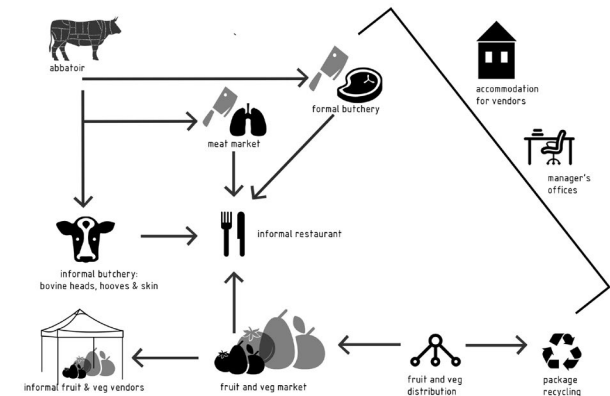 abbatoir
accommodation
for vendors
formal butchery
meat market
manager's
offices
informal restaurant
informal butchery:
bovine heads, hooves & skin
informal fruit & veg vendors
fruit and veg market
fruit and veg
distribution
package
recycling